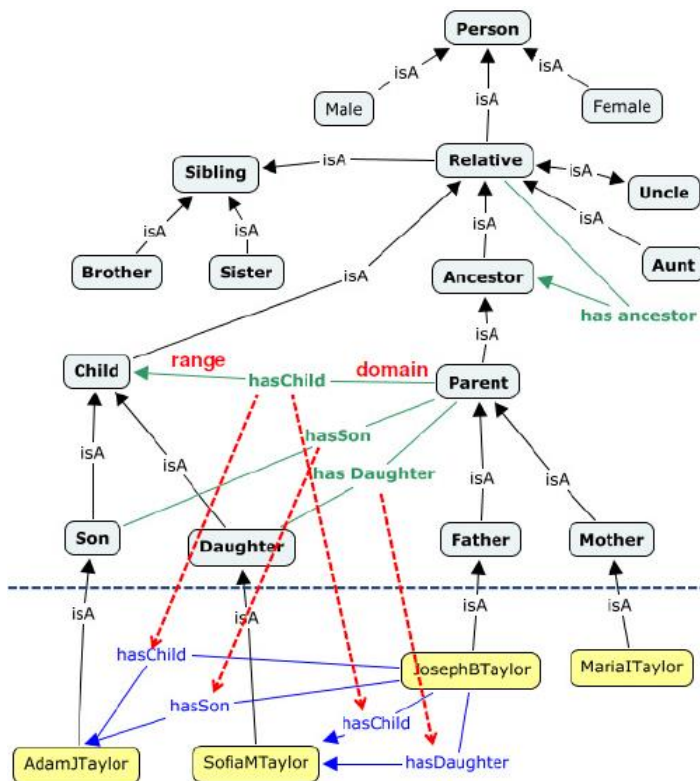 Person
isA
isA
Male
isA
Female
Sibling
isA
Relative
isA
Uncle
isA
isA
isA
isA
Brother
Sister
isA
Ancestor
Aunt
has ancestor
isA
Child
range
hasChild
domain
Parent
hasSon
isA
has Daughter
isA
isA
isA
Son
Daughter
Father
Mother
isA
isA
isA
isA
hasChild
JosephBTaylor
MariaITaylor
hasSon
hasChild
AdamJTaylor
SofiaMTaylor
hasDaughter